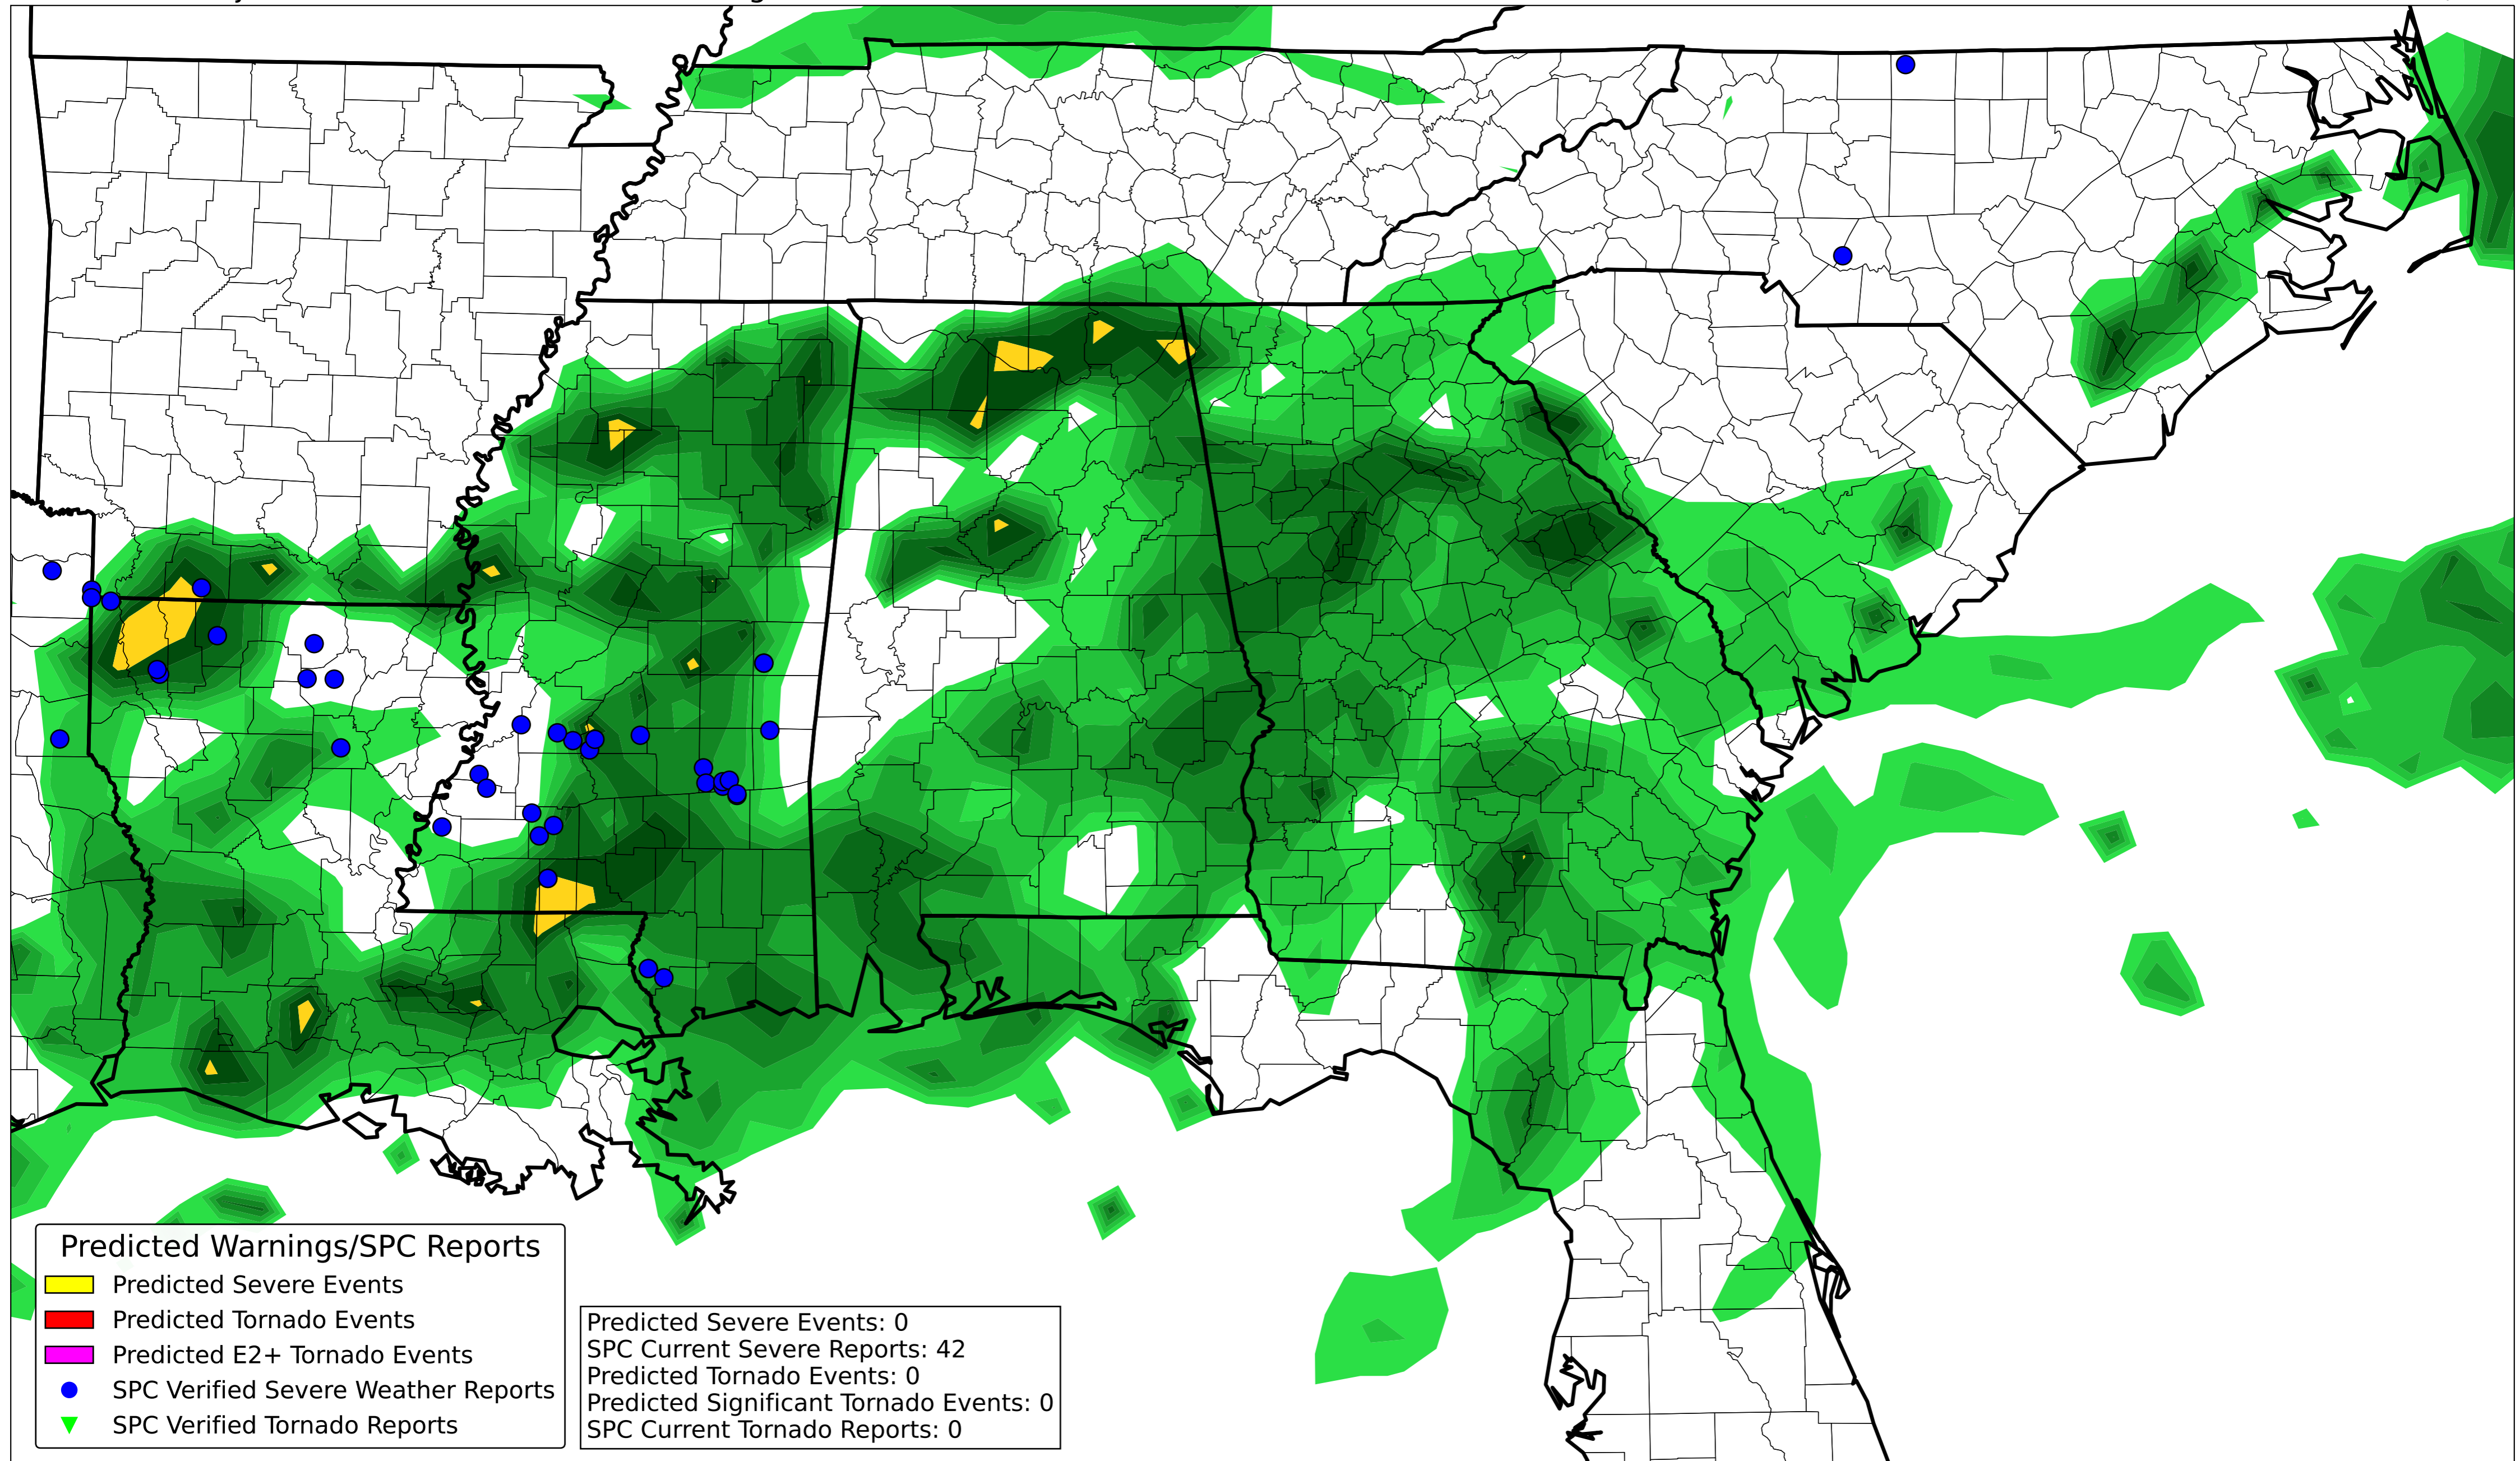 Predicted Warnings/SPC Reports
Predicted Severe Events
Predicted Tornado Events
Predicted E2+ Tornado Events
SPC Verified Severe Weather Reports
SPC Verified Tornado Reports
Predicted Severe Events: 0
SPC Current Severe Reports: 42
Predicted Tornado Events: 0
Predicted Significant Tornado Events: 0
SPC Current Tornado Reports: 0